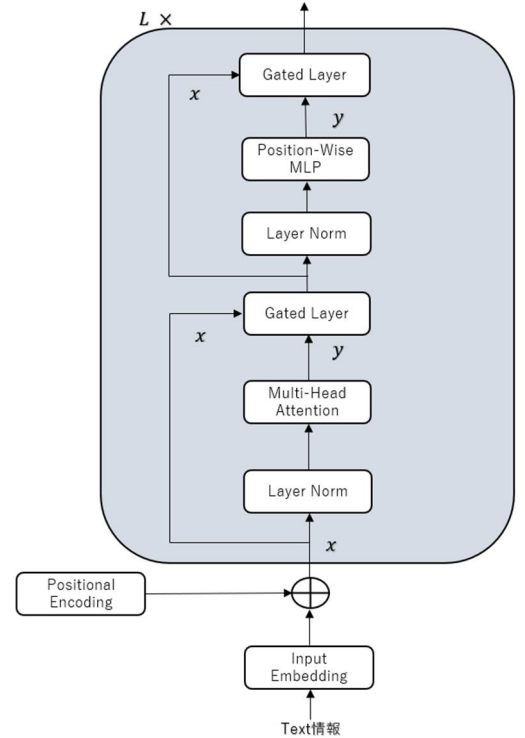 L ×
Gated Layer
x
y
Position-Wise
MLP
Layer Norm
Gated Layer
x
y
Multi-Head
Attention
Layer Norm
x
Positional
Encoding
Input
Embedding
Text情報